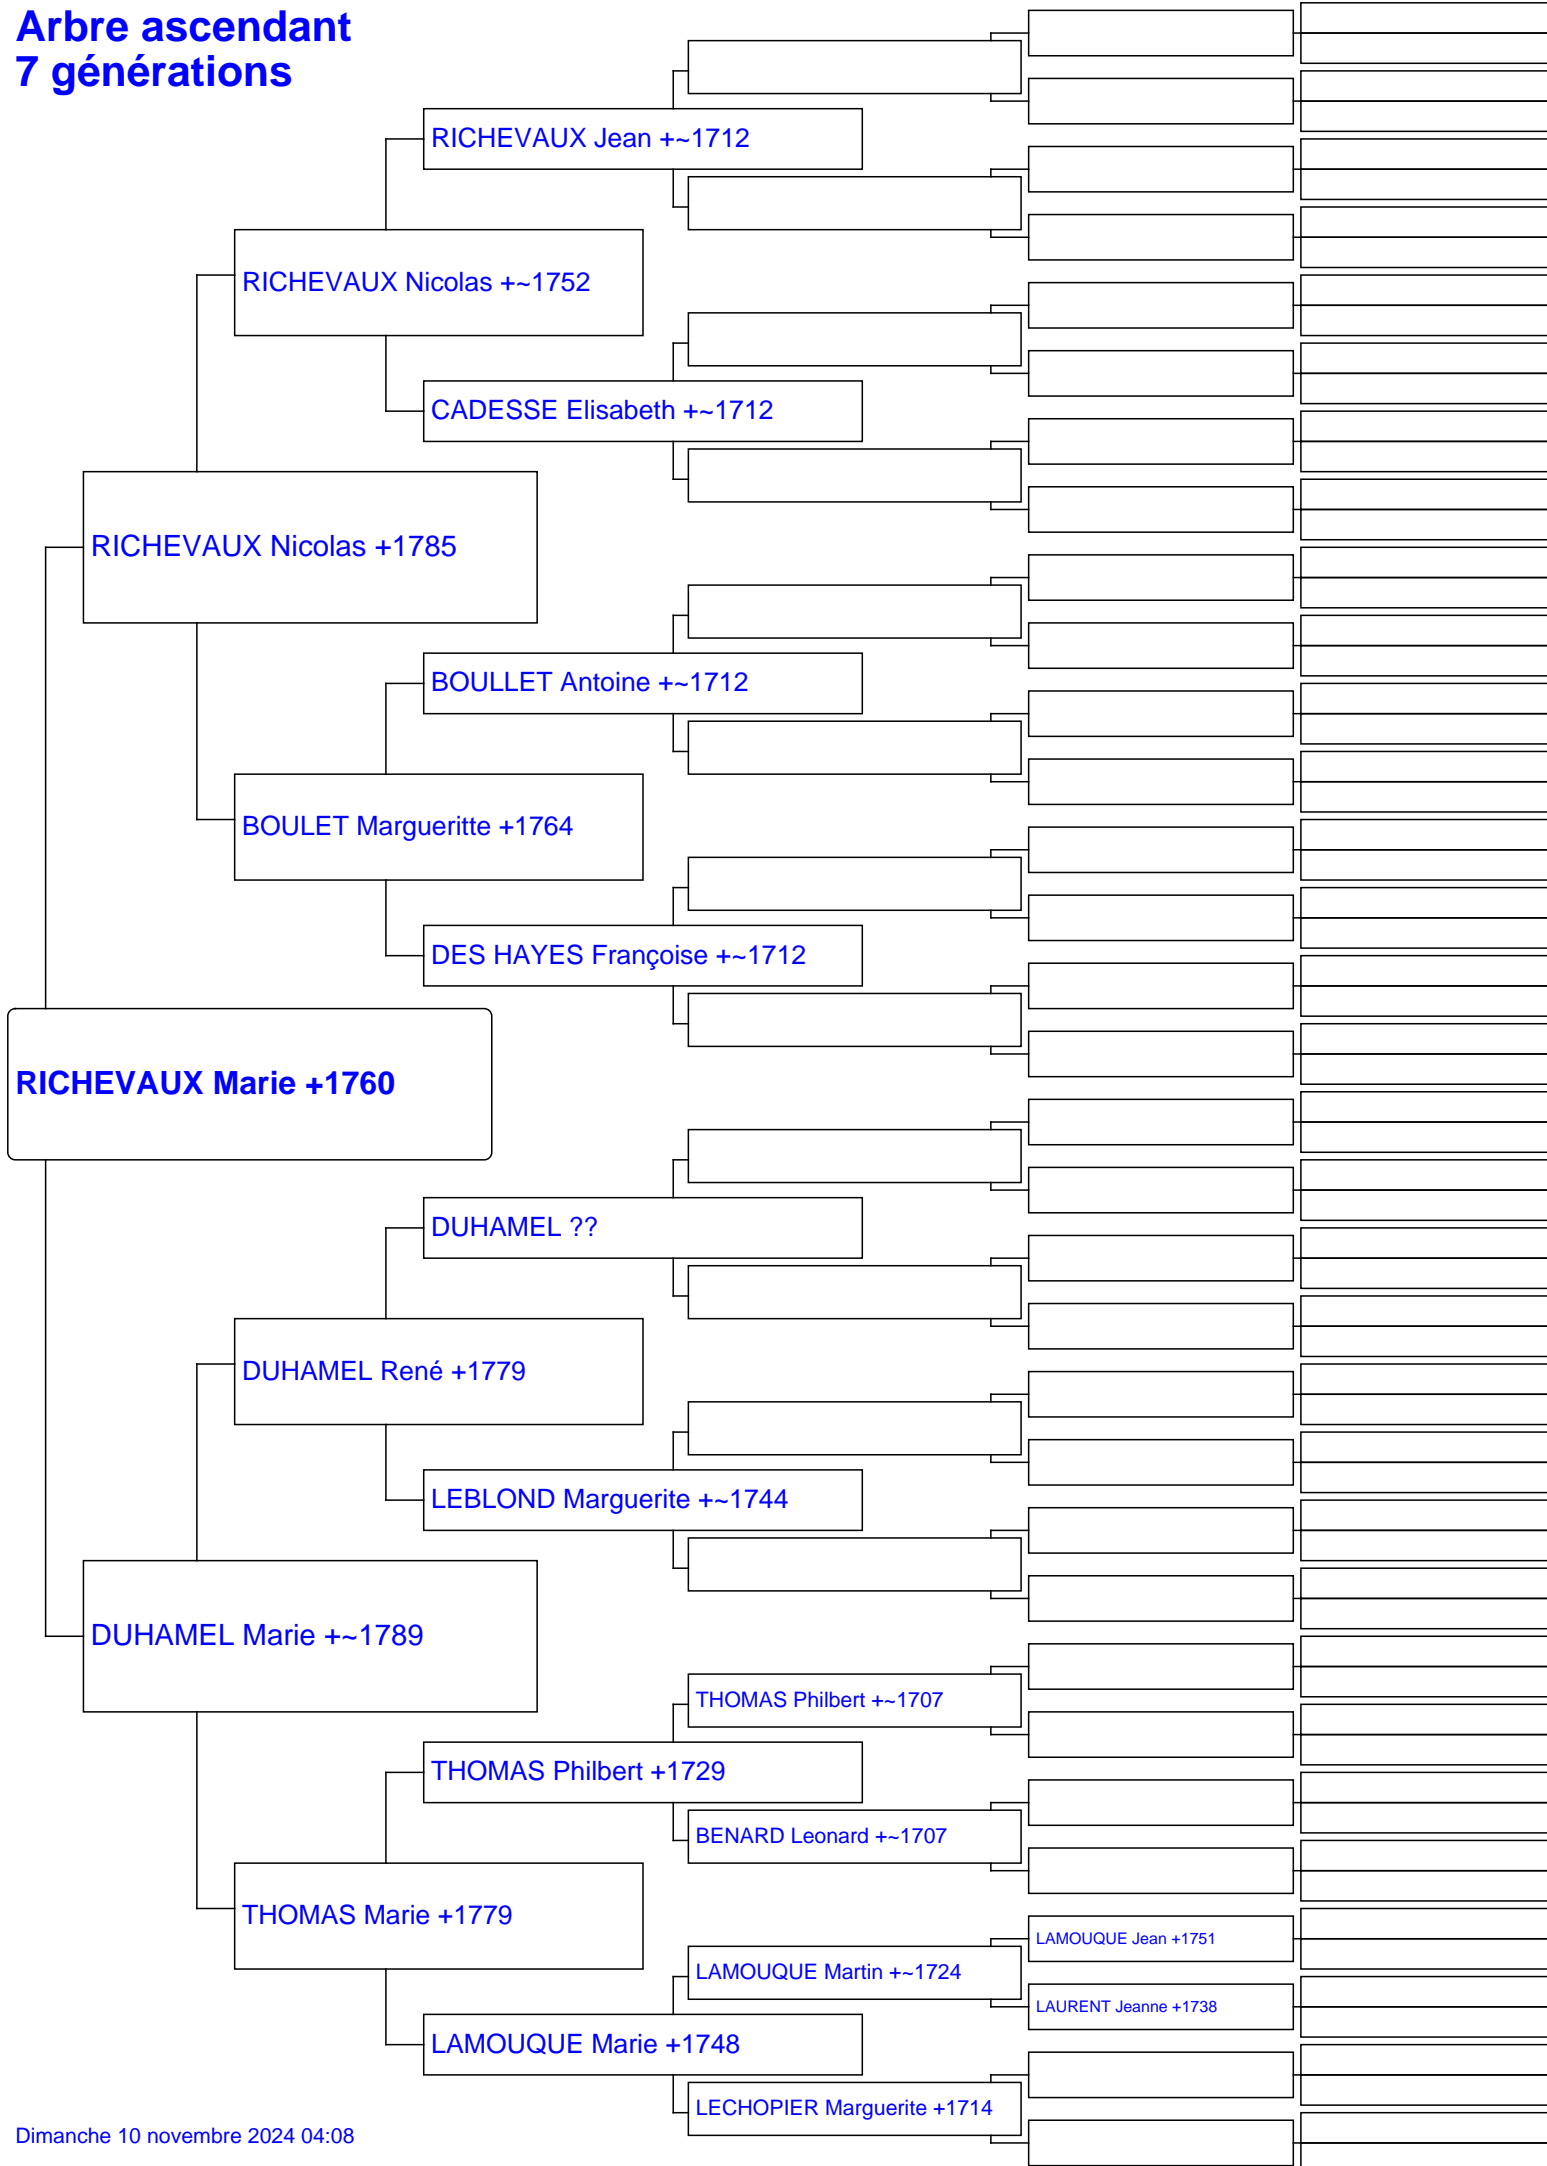 Arbre ascendant
7 générations
RICHEVAUX Jean +~1712
RICHEVAUX Nicolas +~1752
CADESSE Elisabeth +~1712
RICHEVAUX Nicolas +1785
BOULLET Antoine +~1712
BOULET Margueritte +1764
DES HAYES Françoise +~1712
RICHEVAUX Marie +1760
DUHAMEL ??
DUHAMEL René +1779
LEBLOND Marguerite +~1744
DUHAMEL Marie +~1789
THOMAS Philbert +~1707
THOMAS Philbert +1729
BENARD Leonard +~1707
THOMAS Marie +1779
LAMOUQUE Jean +1751
LAMOUQUE Martin +~1724
LAURENT Jeanne +1738
LAMOUQUE Marie +1748
LECHOPIER Marguerite +1714
Dimanche 10 novembre 2024 04:08